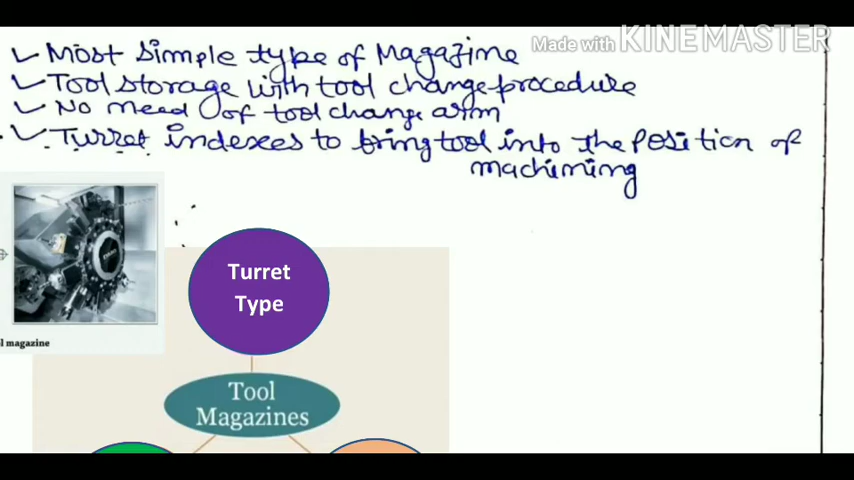 Made with KINEMASTER
✓ Most simple type of Magazine
✓ Tool storage with tool change procedure
✓ No need of tool change arm
✓ Turret indexes to bring tool into the position of
machining
l magazine
Turret
Type
Tool
Magazines